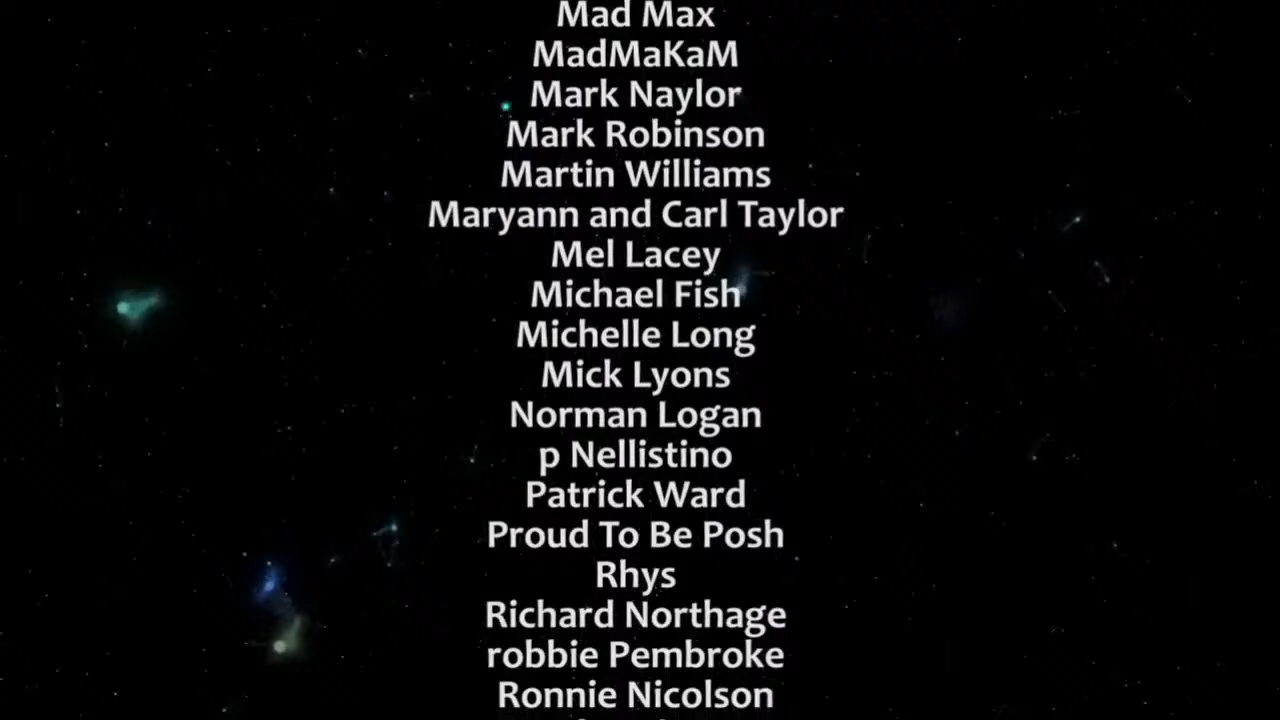 Mad Max
MadMaKaM
Mark Naylor
Mark Robinson
Martin Williams
Maryann and Carl Taylor
Mel Lacey
Michael Fish
Michelle Long
Mick Lyons
Norman Logan
p Nellistino
Patrick Ward
Proud To Be Posh
Rhys
Richard Northage
robbie Pembroke
Ronnie Nicolson